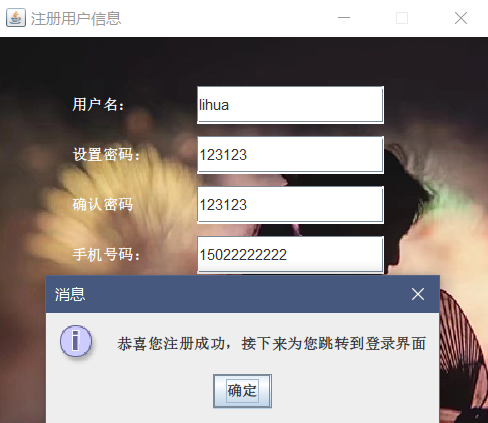 注册用户信息
用户名：
lihua
设置密码：
123123
确认密码
123123
手机号码：
15022222222
消息
恭喜您注册成功，接下来为您跳转到登录界面
确定